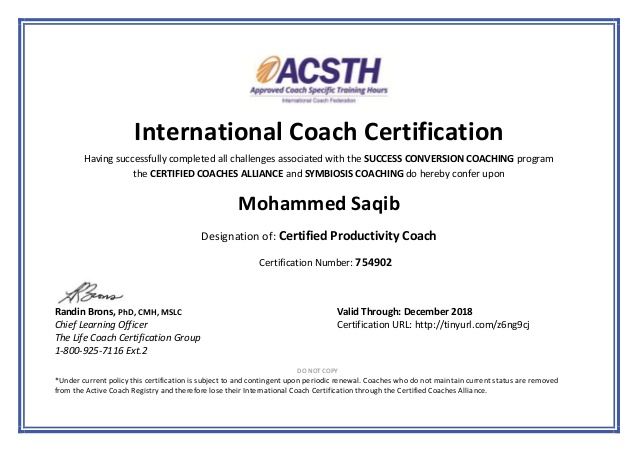 ACSTH
Approved Coach Specific Training Hours
International Coach Federation
International Coach Certification
Having successfully completed all challenges associated with the SUCCESS CONVERSION COACHING program
the CERTIFIED COACHES ALLIANCE and SYMBIOSIS COACHING do hereby confer upon
Mohammed Saqib
Designation of: Certified Productivity Coach
Certification Number: 754902
RBrons
Randin Brons, PhD, CMH, MSLC
Chief Learning Officer
The Life Coach Certification Group
1-800-925-7116 Ext.2
Valid Through: December 2018
Certification URL: http://tinyurl.com/z6ng9cj
DO NOT COPY
*Under current policy this certification is subject to and contingent upon periodic renewal. Coaches who do not maintain current status are removed
from the Active Coach Registry and therefore lose their International Coach Certification through the Certified Coaches Alliance.